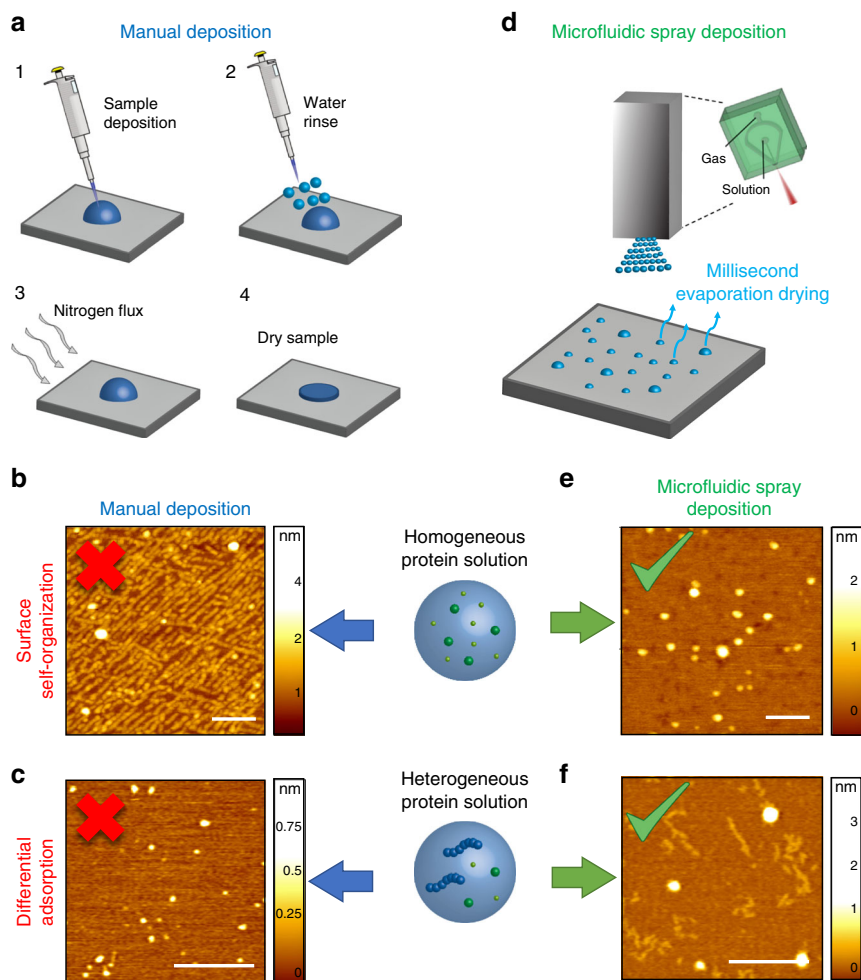 a
Manual deposition
1
Sample
deposition
2
Water
rinse
3
Nitrogen flux
4
Dry sample
d
Microfluidic spray deposition
Gas
Solution
Millisecond
evaporation drying
b
Manual deposition
Surface
self-organization
nm
4
2
1
Homogeneous
protein solution
e
Microfluidic spray
deposition
nm
2
1
0
c
Differential
adsorption
nm
0.75
0.5
0.25
0
Heterogeneous
protein solution
f
nm
3
2
1
0